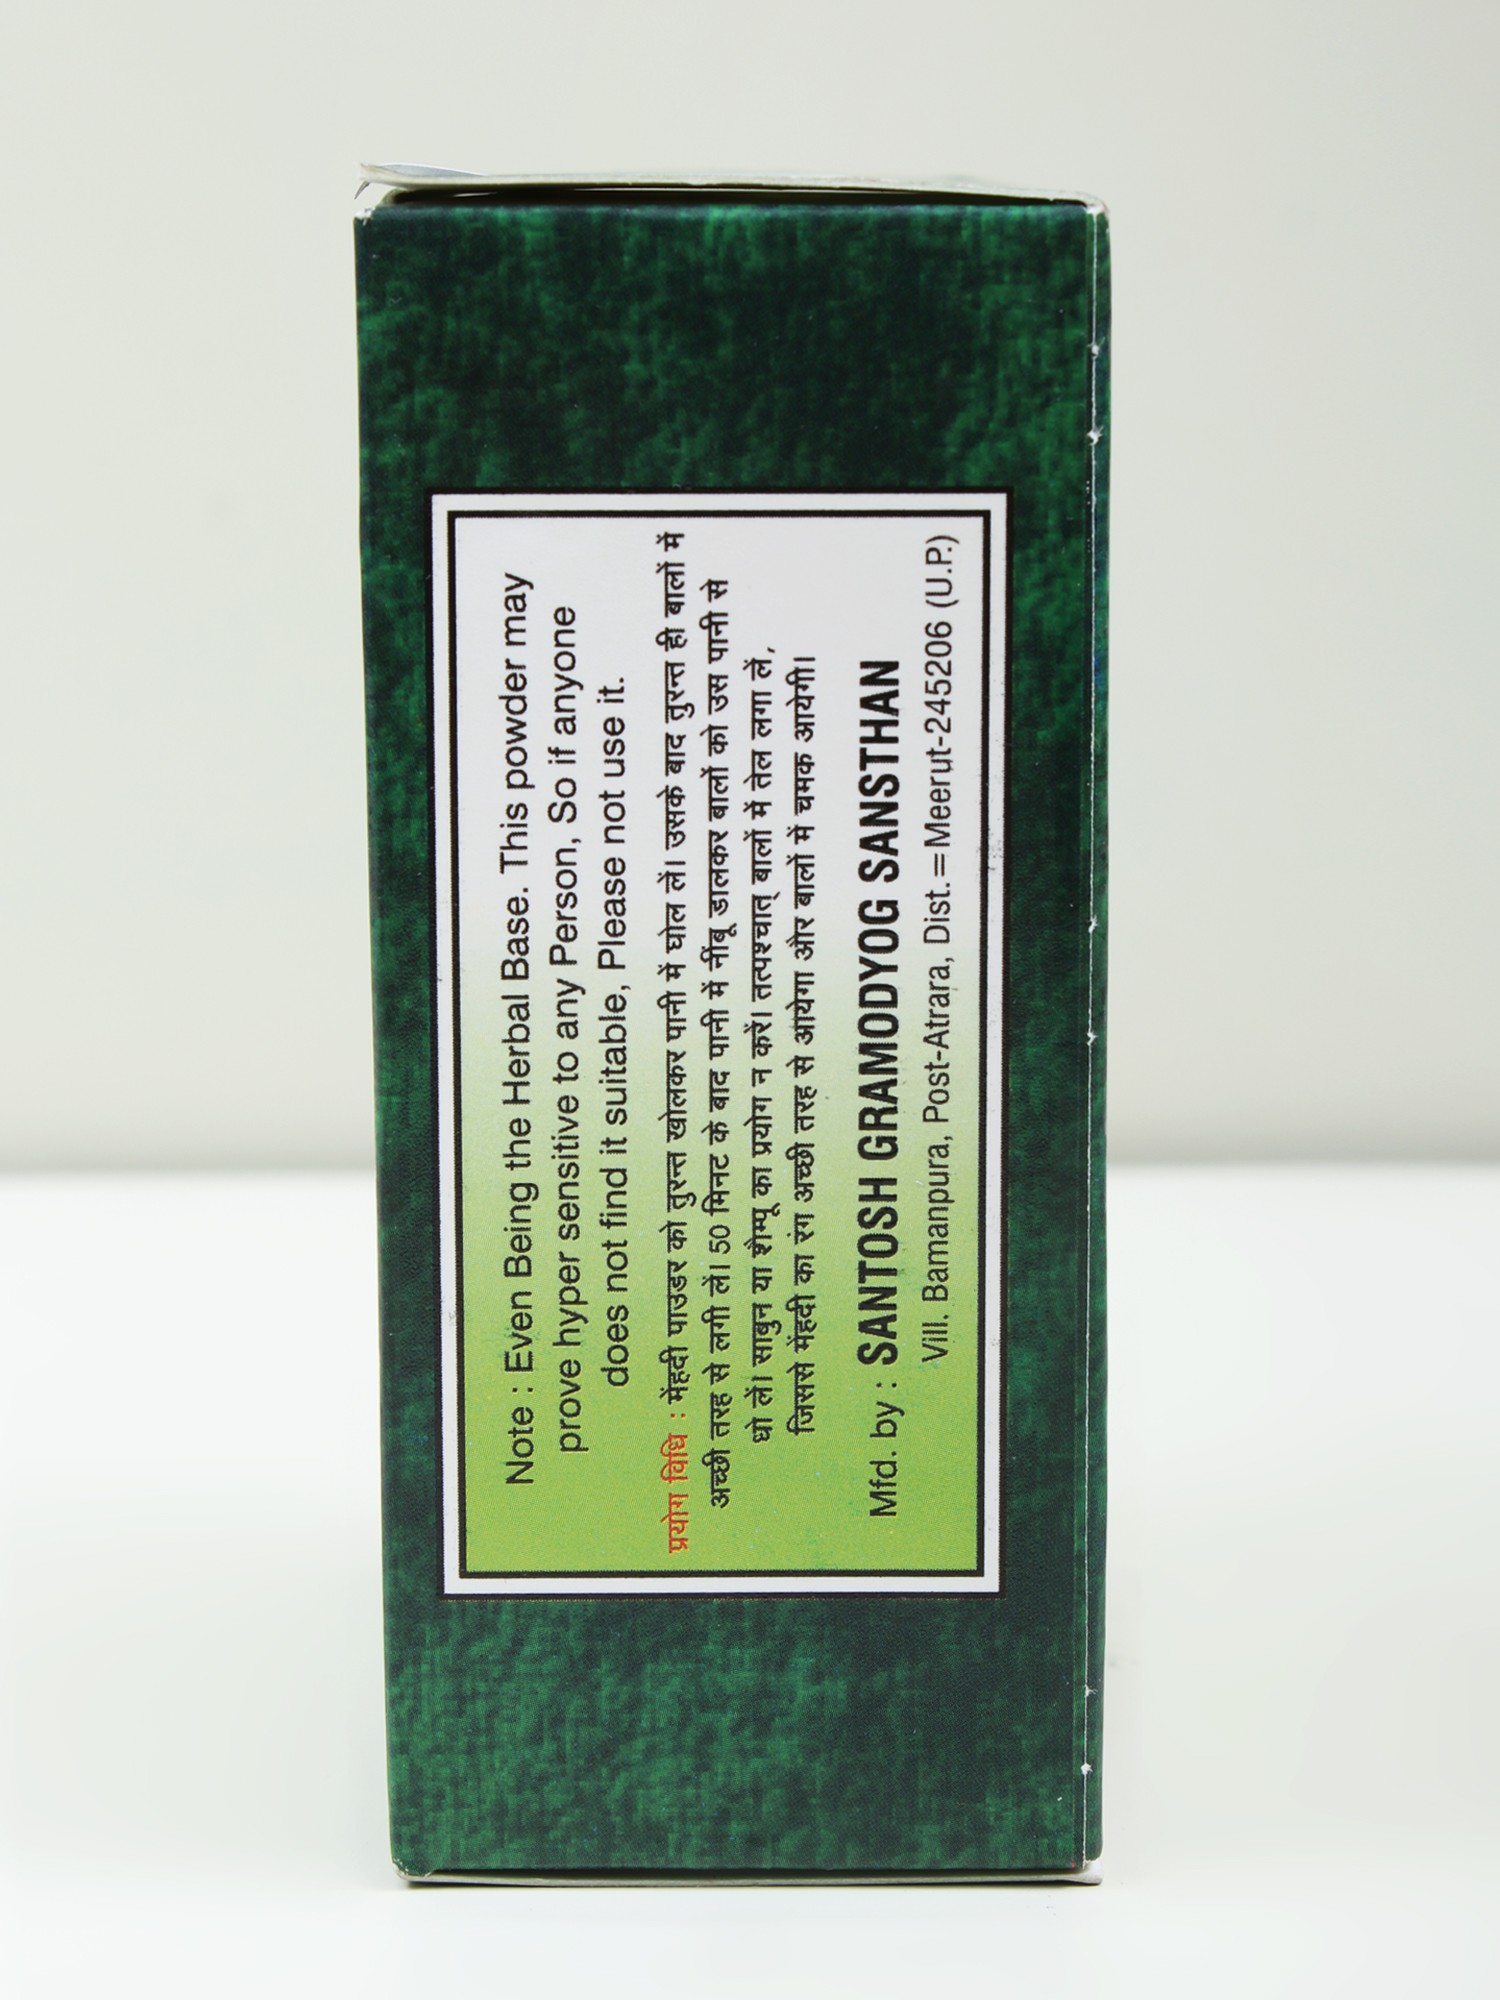 Note : Even Being the Herbal Base. This powder may
prove hyper sensitive to any Person, So if anyone
does not find it suitable, Please not use it.
प्रयोग विधि : मेंहदी पाउडर को तुरन्त खोलकर पानी में घोल लें। उसके बाद तुरन्त ही बालों में
अच्छी तरह से लगी लें। 50 मिनट के बाद पानी में नींबू डालकर बालों को उस पानी से
धो लें। साबुन या शैम्पू का प्रयोग न करें। तत्पश्चात् बालों में तेल लगा लें,
जिससे मेंहदी का रंग अच्छी तरह से आयेगा और बालों में चमक आयेगी।
Mfd. by : SANTOSH GRAMODYOG SANSTHAN
Vill. Bamanpura, Post-Atrara, Dist.=Meerut-245206 (U.P.)